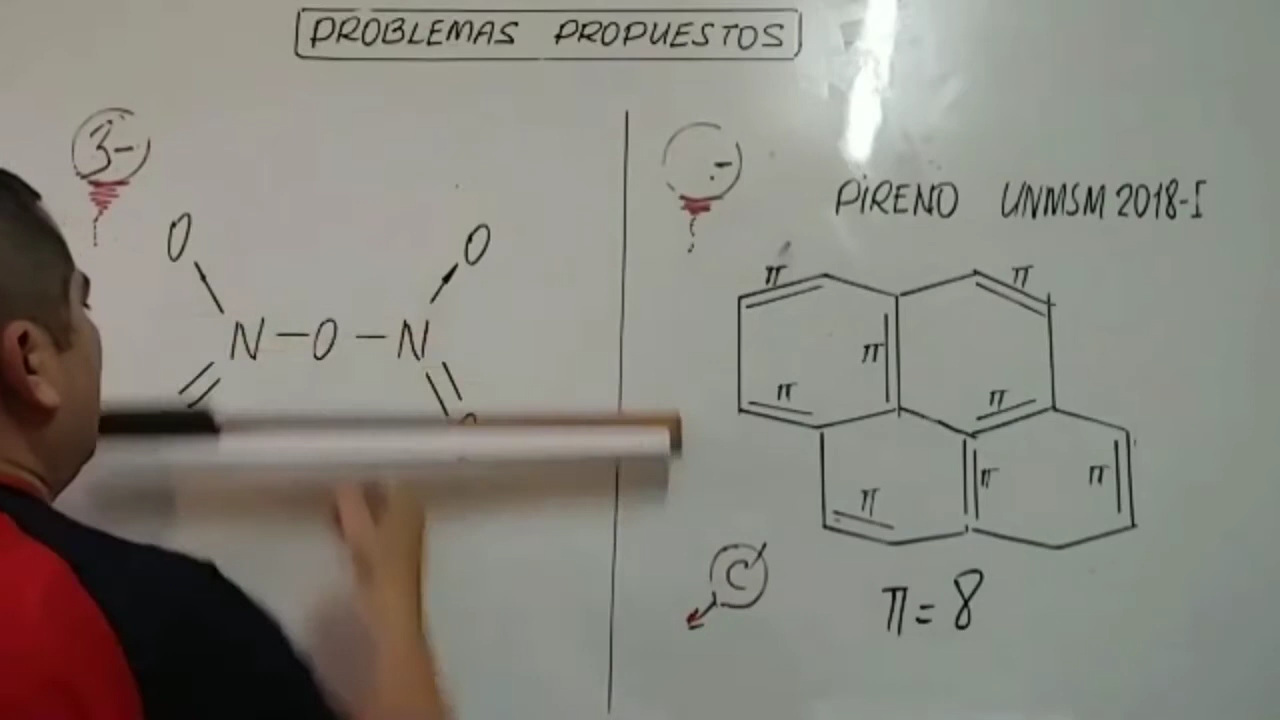 PROBLEMAS PROPUESTOS
3-
O O
N-O-N
-
PIRENO UNMSM 2018-I
π π
π
π π
π π
π
C
π=8